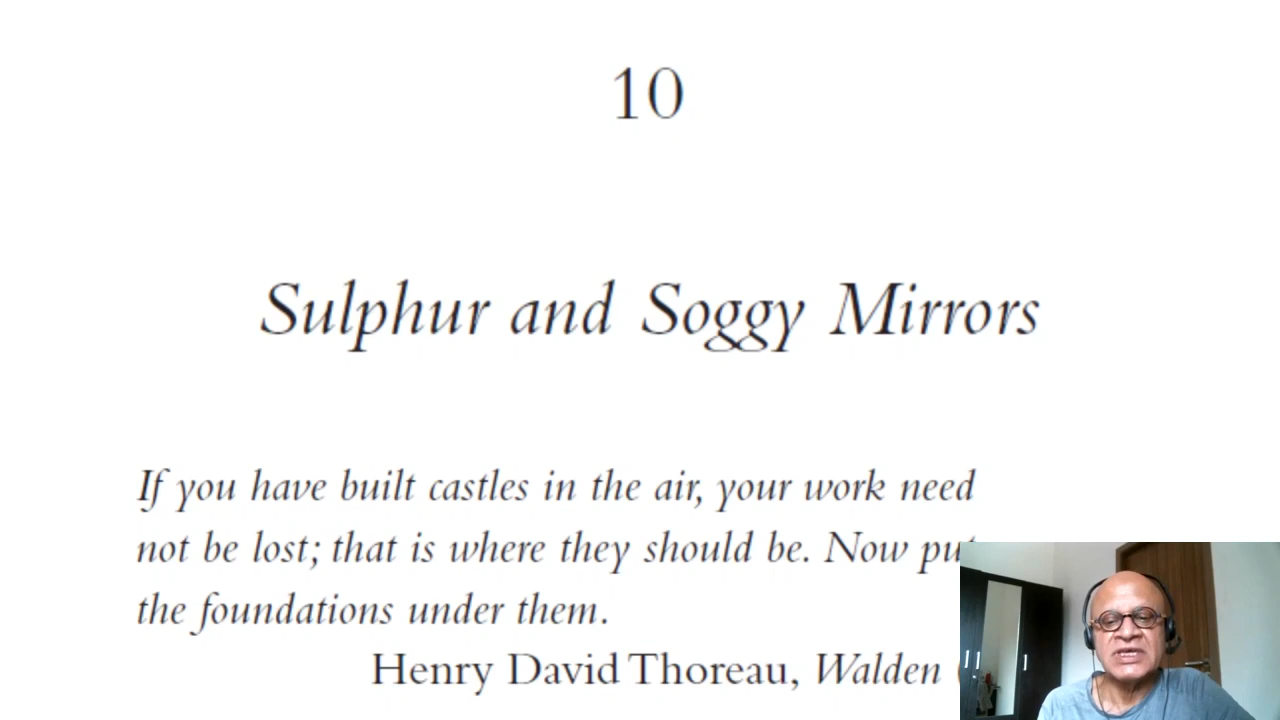 10
Sulphur and Soggy Mirrors
If you have built castles in the air, your work need
not be lost; that is where they should be. Now put
the foundations under them.
Henry David Thoreau, Walden